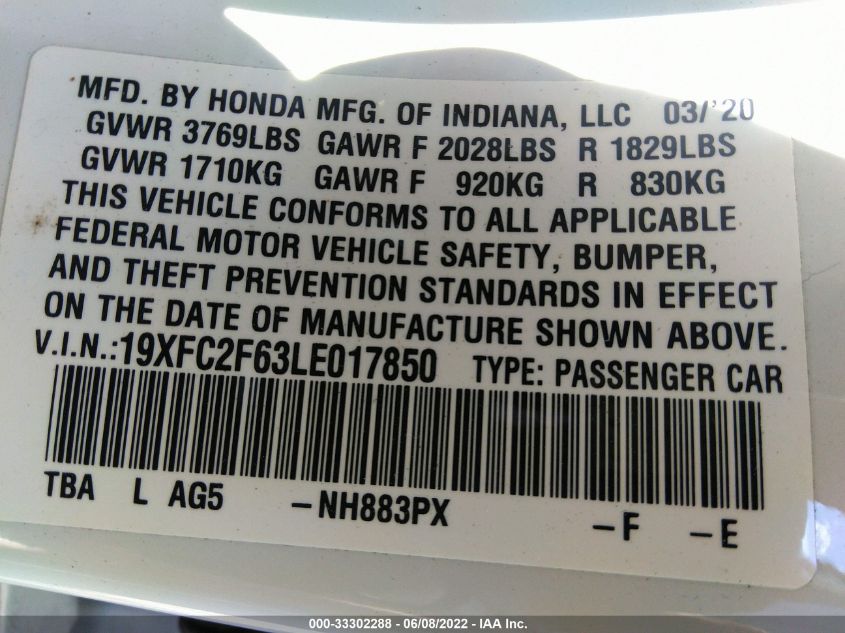 MFD. BY HONDA MFG. OF INDIANA, LLC 03/'20
GVWR 3769LBS GAWR F 2028LBS R 1829LBS
GVWR 1710KG GAWR F 920KG R 830KG
THIS VEHICLE CONFORMS TO ALL APPLICABLE
FEDERAL MOTOR VEHICLE SAFETY, BUMPER,
AND THEFT PREVENTION STANDARDS IN EFFECT
ON THE DATE OF MANUFACTURE SHOWN ABOVE.
V.I.N.:19XFC2F63LE017850 TYPE: PASSENGER CAR
TBA L AG5 -NH883PX -F -E
000-33302288 - 06/08/2022 - IAA Inc.